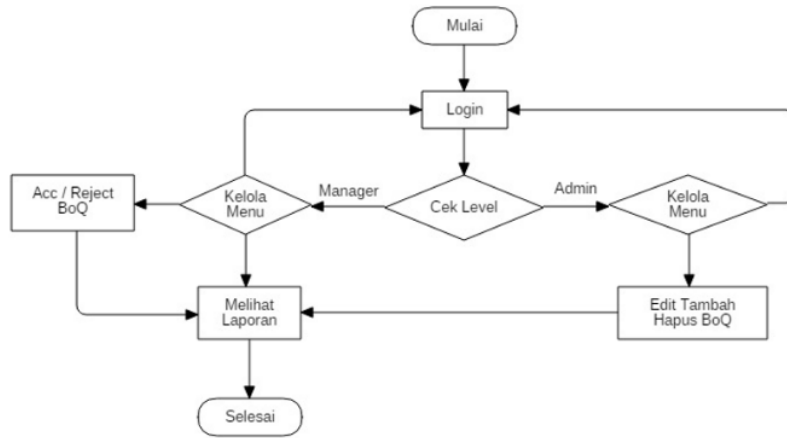 Mulai
Login
Manager
Admin
Acc / Reject
BoQ
Kelola
Menu
Cek Level
Kelola
Menu
Melihat
Laporan
Edit Tambah
Hapus BoQ
Selesai